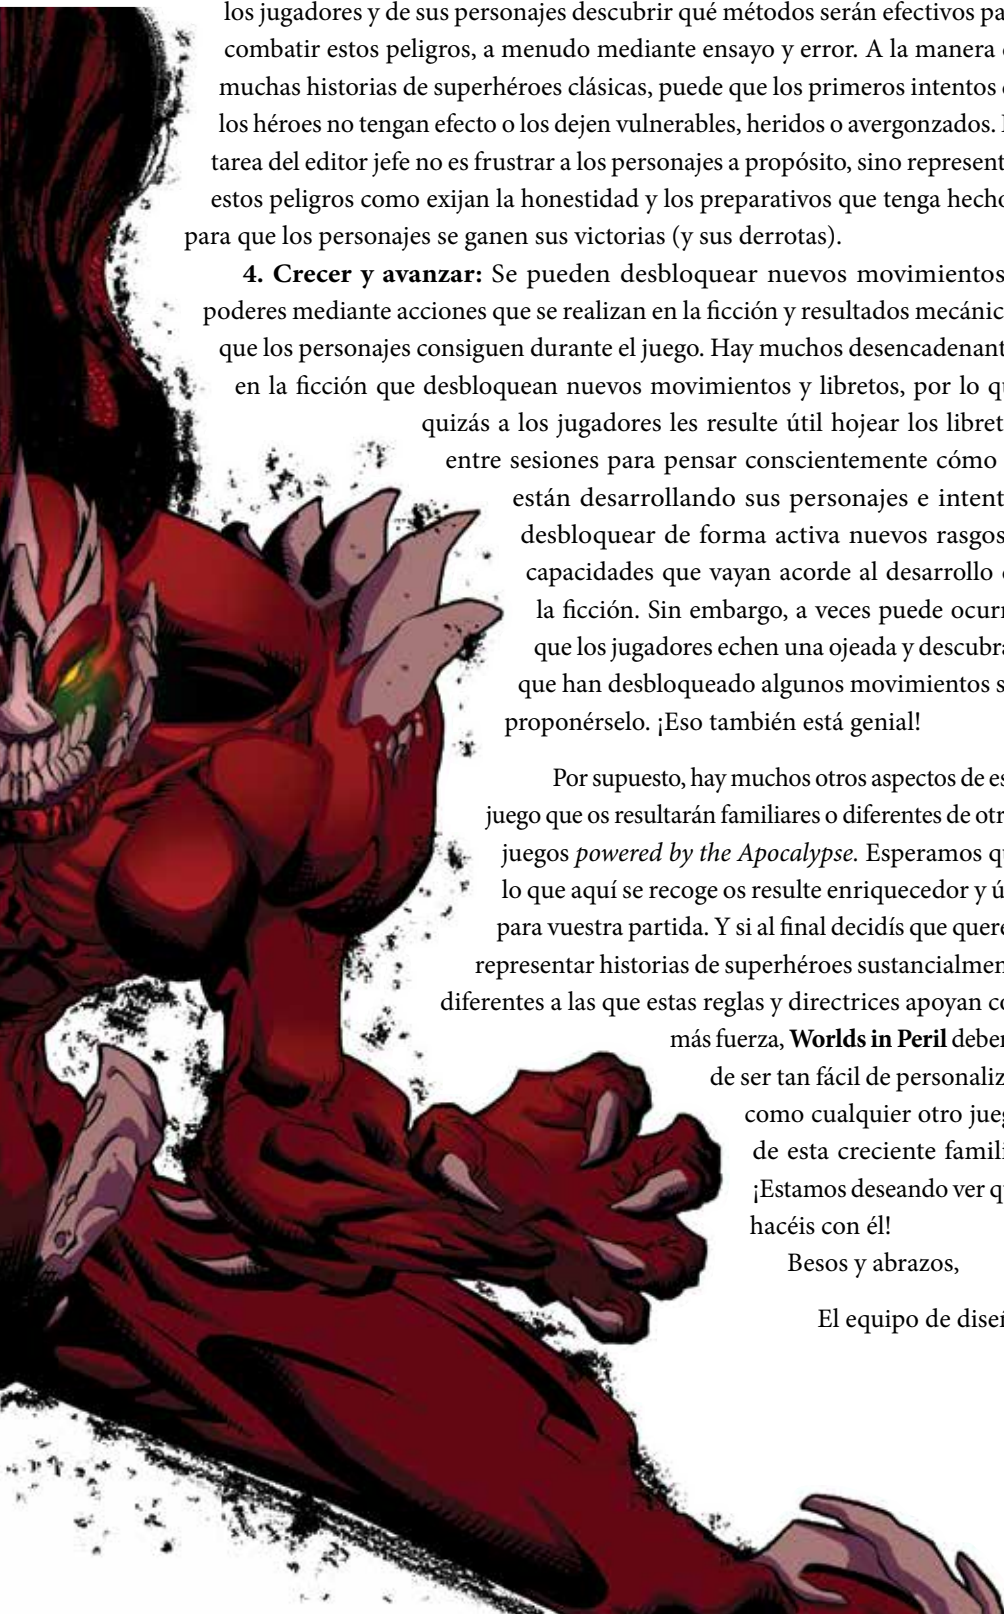 los jugadores y de sus personajes descubrir qué métodos serán efectivos pa
combatir estos peligros, a menudo mediante ensayo y error. A la manera
muchas historias de superhéroes clásicas, puede que los primeros intentos
los héroes no tengan efecto o los dejen vulnerables, heridos o avergonzados.
tarea del editor jefe no es frustrar a los personajes a propósito, sino represent
estos peligros como exijan la honestidad y los preparativos que tenga hecho
para que los personajes se ganen sus victorias (y sus derrotas).
4. Crecer y avanzar: Se pueden desbloquear nuevos movimientos
poderes mediante acciones que se realizan en la ficción y resultados mecánic
que los personajes consiguen durante el juego. Hay muchos desencadenant
en la ficción que desbloquean nuevos movimientos y libretos, por lo qu
quizás a los jugadores les resulte útil hojear los libret
entre sesiones para pensar conscientemente cómo
están desarrollando sus personajes e intent
desbloquear de forma activa nuevos rasgos
capacidades que vayan acorde al desarrollo
la ficción. Sin embargo, a veces puede ocurr
que los jugadores echen una ojeada y descubra
que han desbloqueado algunos movimientos s
proponérselo. ¡Eso también está genial!
Por supuesto, hay muchos otros aspectos de es
juego que os resultarán familiares o diferentes de otr
juegos powered by the Apocalypse. Esperamos qu
lo que aquí se recoge os resulte enriquecedor y ú
para vuestra partida. Y si al final decidís que quere
representar historias de superhéroes sustancialmen
diferentes a las que estas reglas y directrices apoyan co
más fuerza, Worlds in Peril deber
de ser tan fácil de personaliz
como cualquier otro jueg
de esta creciente famili
¡Estamos deseando ver qu
hacéis con él!
Besos y abrazos,
El equipo de diseñ